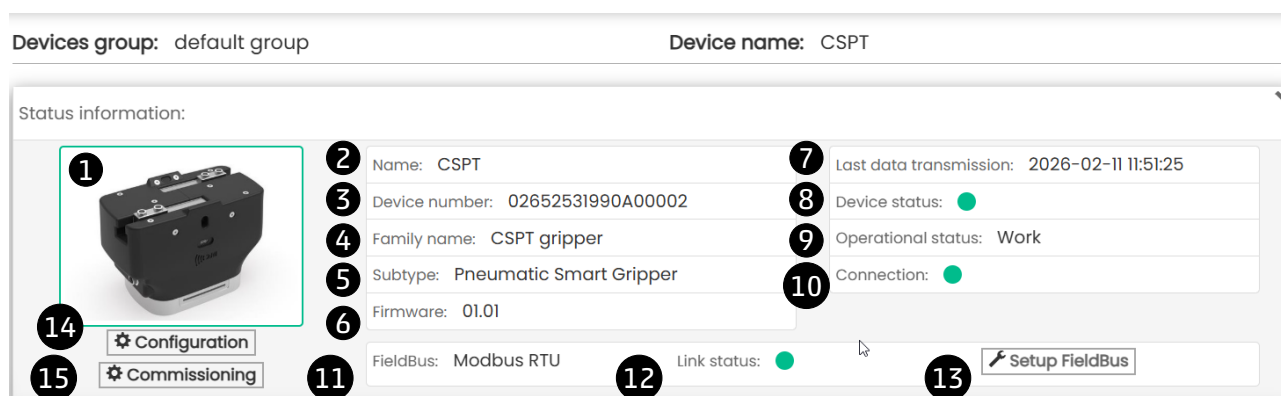 Devices group: default group Device name: CSPT
Status information:
1
2 Name: CSPT 7 Last data transmission: 2026-02-11 11:51:25
3 Device number: 02652531990A00002 8 Device status:
4 Family name: CSPT gripper 9 Operational status: Work
5 Subtype: Pneumatic Smart Gripper 10 Connection:
6 Firmware: 01.01
14 Configuration
11 FieldBus: Modbus RTU 12 Link status: 13 Setup FieldBus
15 Commissioning